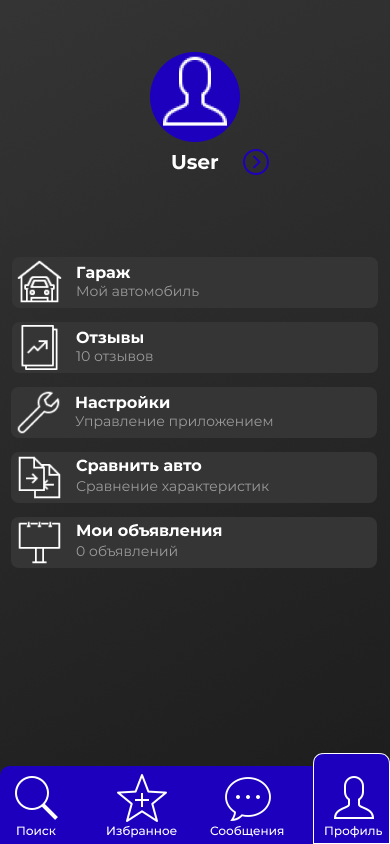 User
Гараж
Мой автомобиль
Отзывы
10 отзывов
Настройки
Управление приложением
Сравнить авто
Сравнение характеристик
Мои объявления
0 объявлений
Поиск
Избранное
Сообщения
Профиль